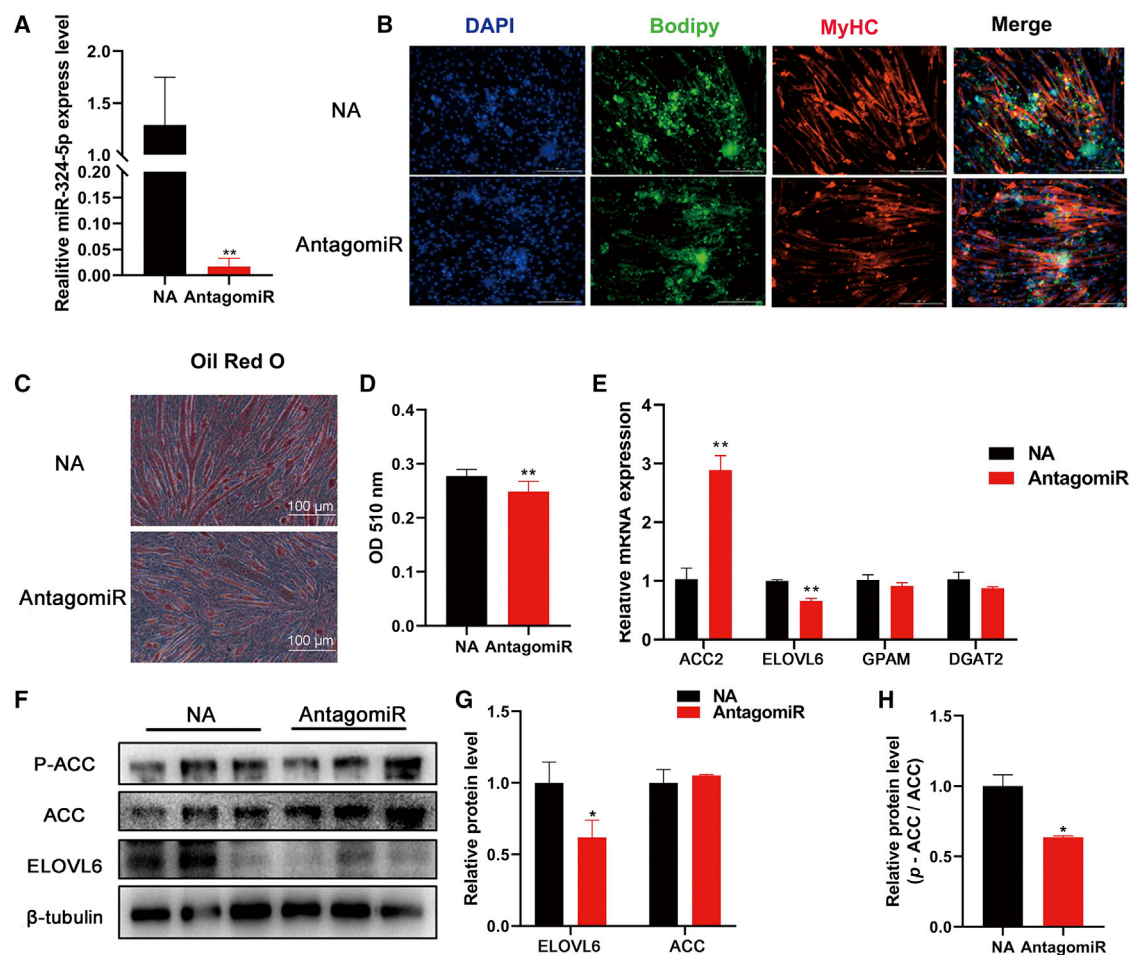 A
Realitive miR-324-5p express level
2.0
1.5
1.0
0.20
0.15
0.10
0.05
0.00
**
NA AntagomiR
B
DAPI Bodipy MyHC Merge
NA
AntagomiR
C
Oil Red O
NA
100 μm
AntagomiR
100 μm
D
OD 510 nm
0.4
0.3
0.2
0.1
0.0
**
NA AntagomiR
E
Relative mRNA expression
4
3
2
1
0
**
**
ACC2 ELOVL6 GPAM DGAT2
NA
AntagomiR
F
NA AntagomiR
P-ACC
ACC
ELOVL6
β-tubulin
G
NA
AntagomiR
Relative protein level
1.5
1.0
0.5
0.0
*
ELOVL6 ACC
H
Relative protein level
(p - ACC / ACC)
1.5
1.0
0.5
0.0
*
NA AntagomiR